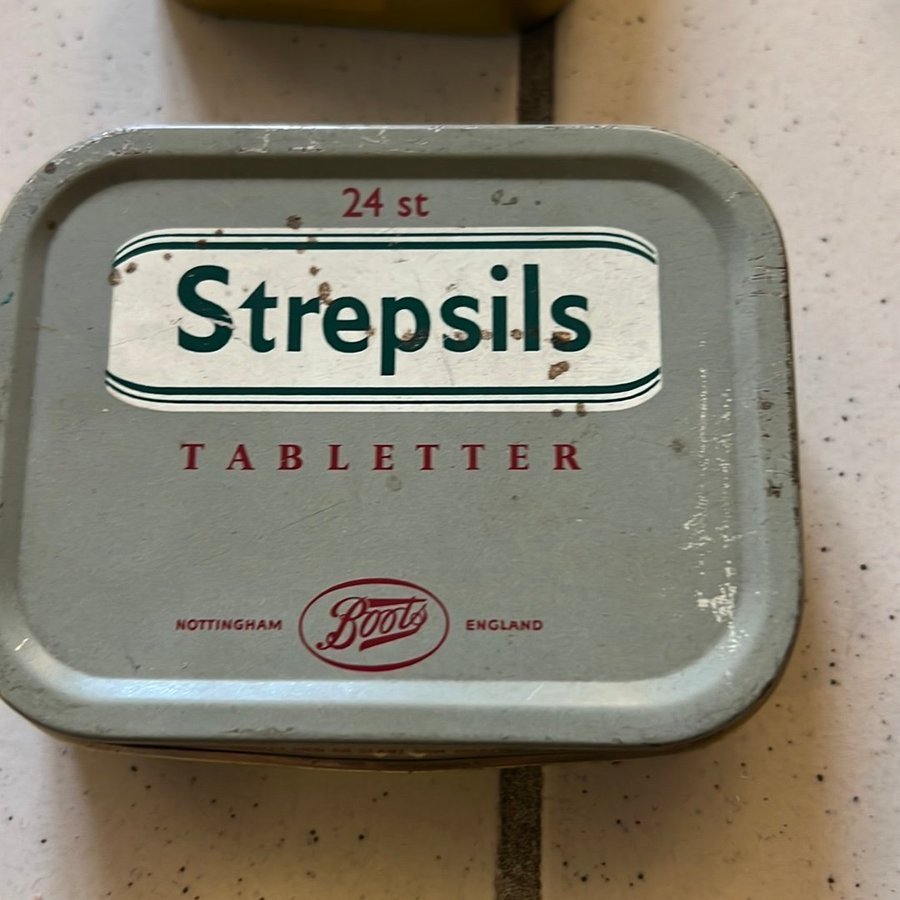 24 st
Strepsils
TABLETTER
NOTTINGHAM Boots ENGLAND